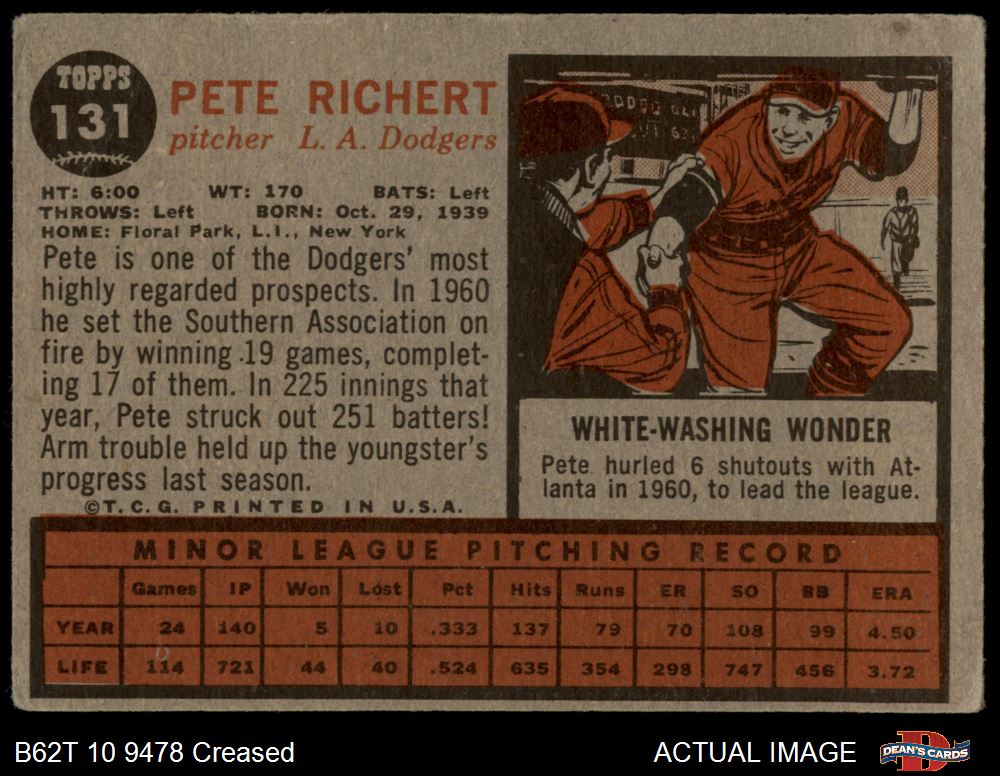 TOPPS
131
PETE RICHERT
pitcher L. A. Dodgers
HT: 6:00 WT: 170 BATS: Left
THROWS: Left BORN: Oct. 29, 1939
HOME: Floral Park, L.I., New York
Pete is one of the Dodgers' most
highly regarded prospects. In 1960
he set the Southern Association on
fire by winning 19 games, complet-
ing 17 of them. In 225 innings that
year, Pete struck out 251 batters!
Arm trouble held up the youngster's
progress last season.
©T.C.G. PRINTED IN U.S.A.
WHITE-WASHING WONDER
Pete hurled 6 shutouts with At-
lanta in 1960, to lead the league.
MINOR LEAGUE PITCHING RECORD
Games IP Won Lost Pct Hits Runs ER SO BB ERA
YEAR 24 140 5 10 .333 137 79 70 108 99 4.50
LIFE 114 721 44 40 .524 635 354 298 747 456 3.72
B62T 10 9478 Creased
ACTUAL IMAGE
DEAN'S CARDS